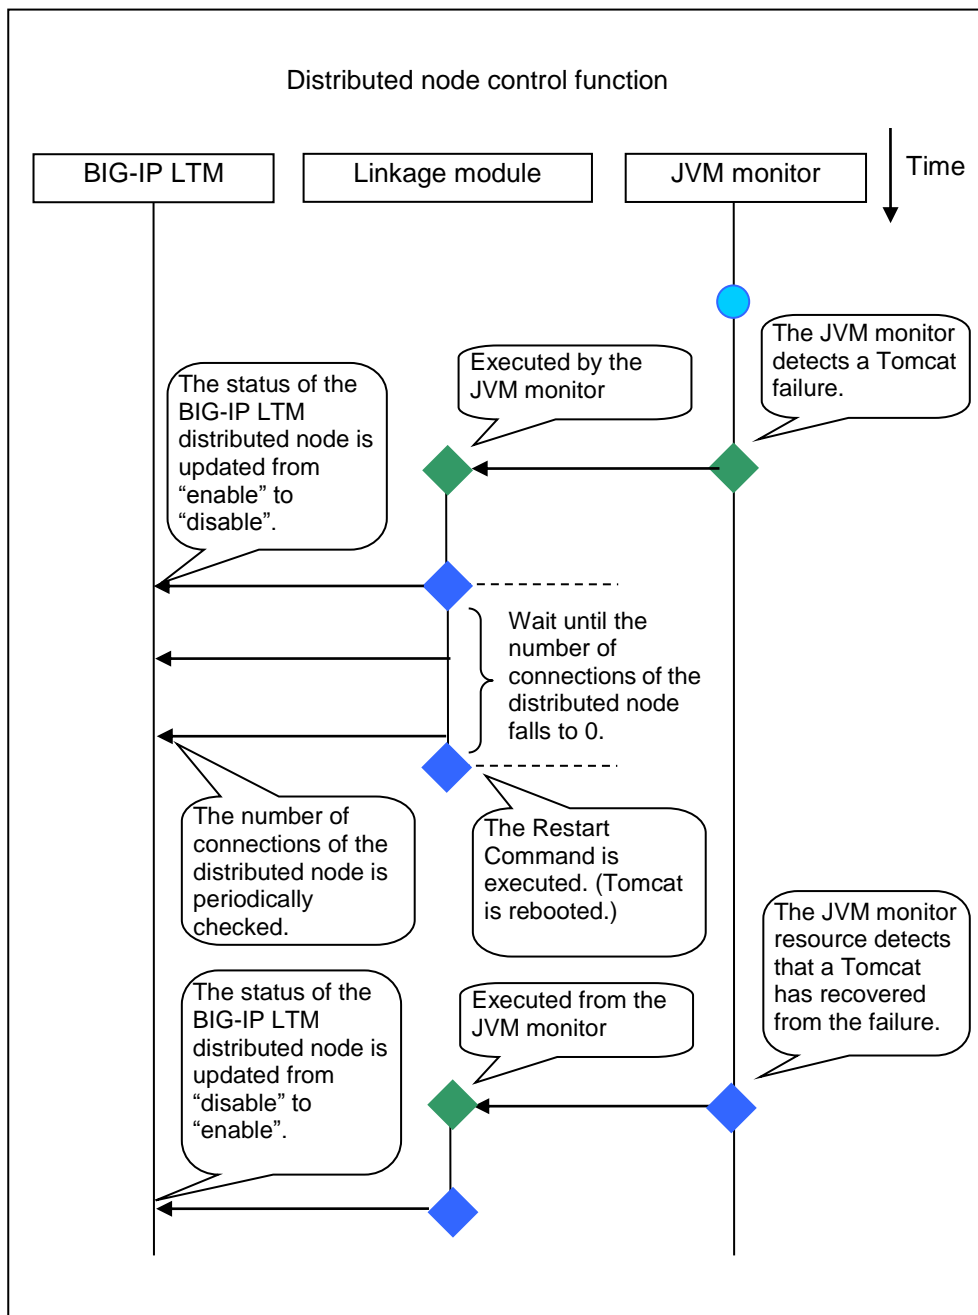 Distributed node control function
BIG-IP LTM
Linkage module
JVM monitor
Time
The JVM monitor
detects a Tomcat
failure.
Executed by the
JVM monitor
The status of the
BIG-IP LTM
distributed node is
updated from
“enable” to
“disable”.
Wait until the
number of
connections of the
distributed node
falls to 0.
The number of
connections of the
distributed node is
periodically
checked.
The Restart
Command is
executed. (Tomcat
is rebooted.)
The JVM monitor
resource detects
that a Tomcat
has recovered
from the failure.
Executed from the
JVM monitor
The status of the
BIG-IP LTM
distributed node is
updated from
“disable” to
“enable”.